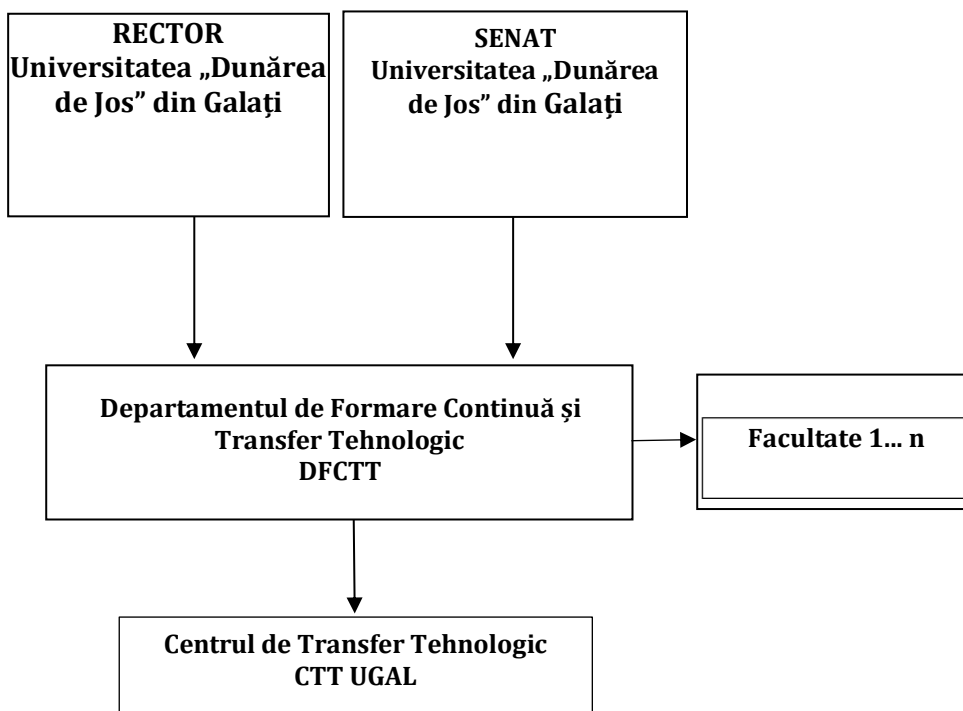 RECTOR
Universitatea „Dunărea
de Jos” din Galați
SENAT
Universitatea „Dunărea
de Jos” din Galați
Departamentul de Formare Continuă și
Transfer Tehnologic
DFCTT
Facultate 1... n
Centrul de Transfer Tehnologic
CTT UGAL